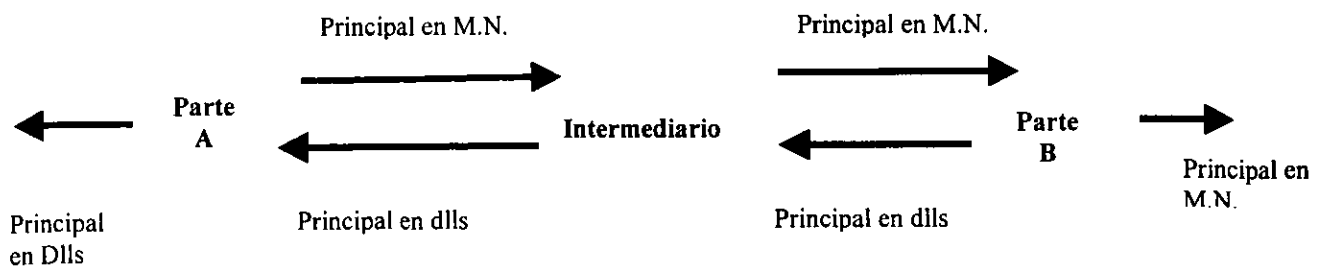 Principal en M.N.
Principal en M.N.
Parte
A
Intermediario
Parte
B
Principal
en Dlls
Principal en dlls
Principal en dlls
Principal en
M.N.